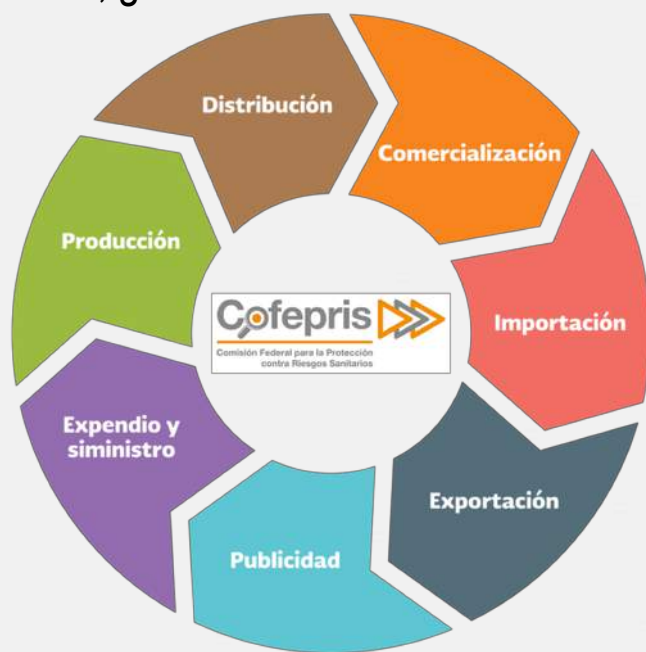 Distribución
Comercialización
Producción
Importación
Cofepris
Comisión Federal para la Protección
contra Riesgos Sanitarios
Expendio y
siministro
Exportación
Publicidad